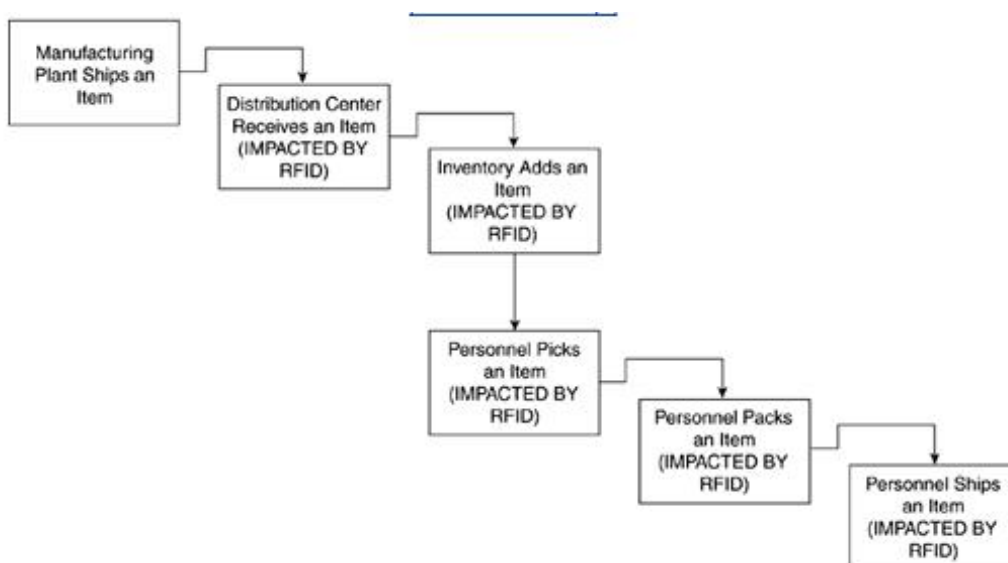 Manufacturing
Plant Ships an
Item
Distribution Center
Receives an Item
(IMPACTED BY
RFID)
Inventory Adds an
Item
(IMPACTED BY
RFID)
Personnel Picks
an Item
(IMPACTED BY
RFID)
Personnel Packs
an Item
(IMPACTED BY
RFID)
Personnel Ships
an Item
(IMPACTED BY
RFID)